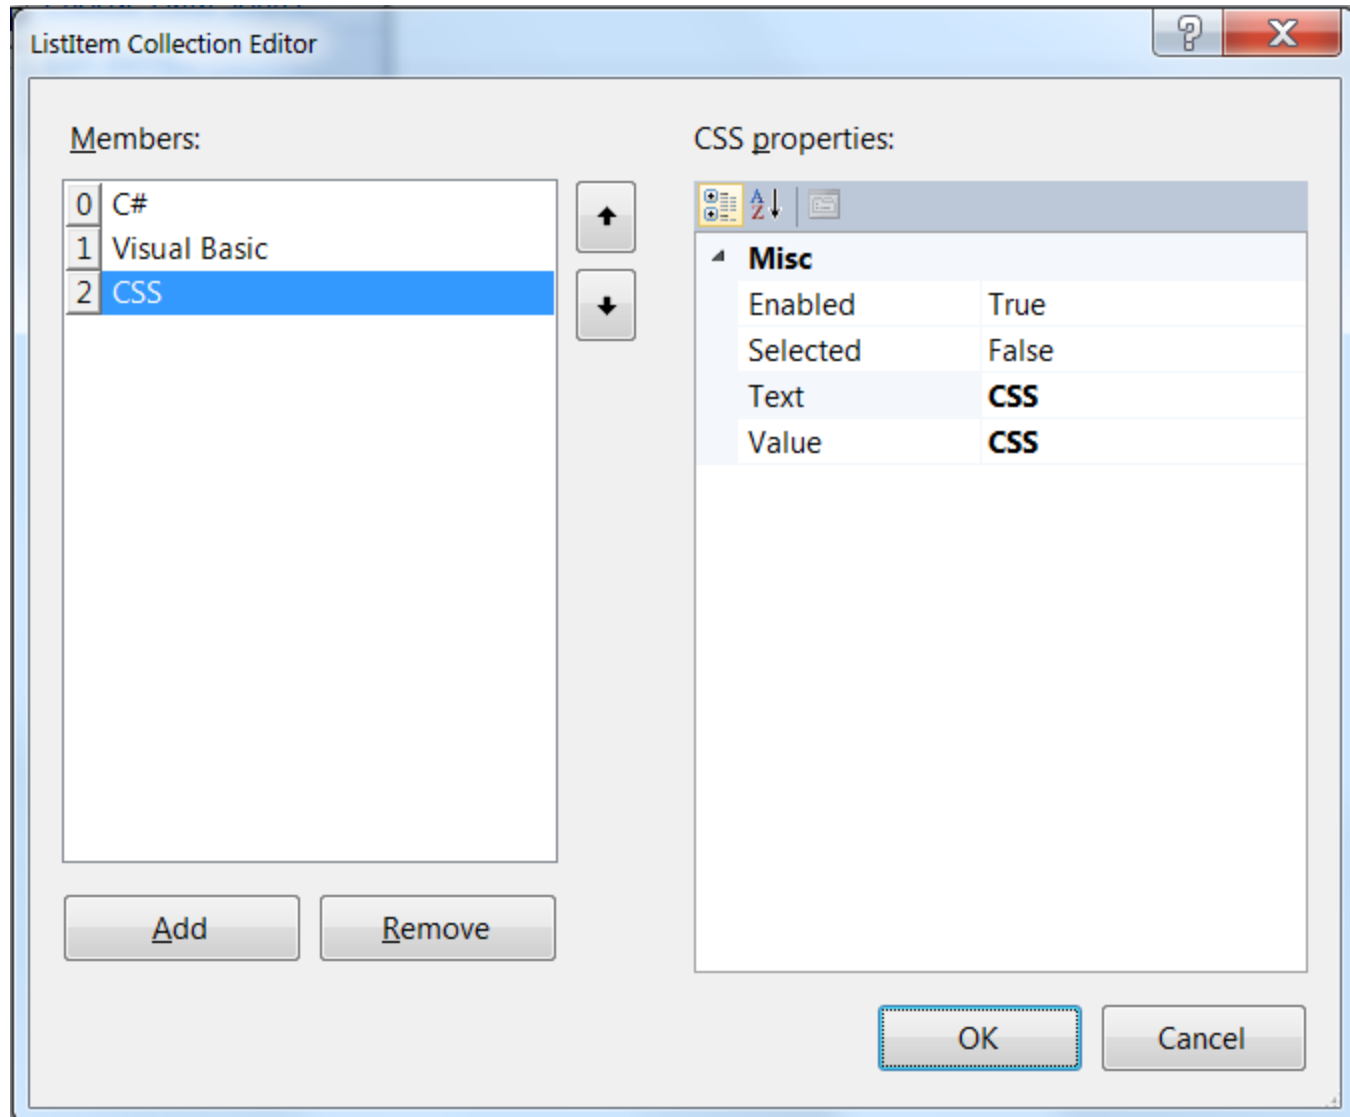 ListItem Collection Editor
Members:
0 C#
1 Visual Basic
2 CSS
Add Remove
CSS properties:
Misc
Enabled True
Selected False
Text CSS
Value CSS
OK Cancel